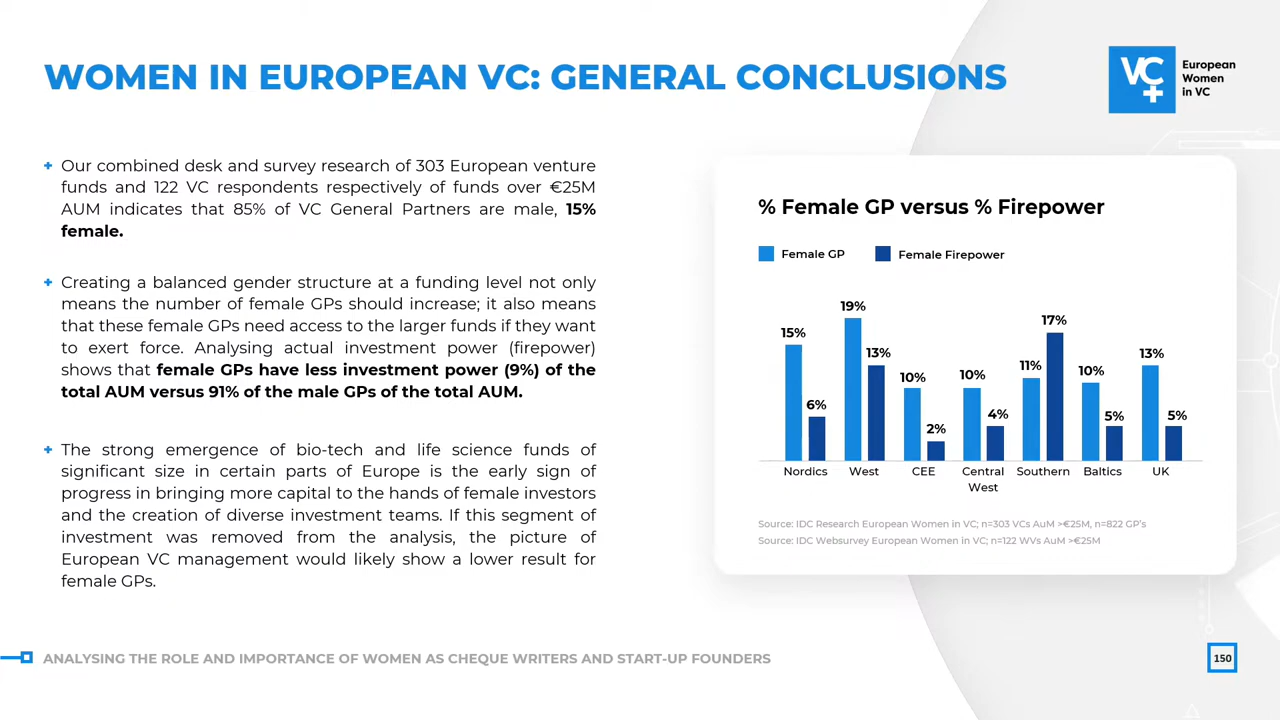 WOMEN IN EUROPEAN VC: GENERAL CONCLUSIONS
VC
European
Women
in VC
+ Our combined desk and survey research of 303 European venture
funds and 122 VC respondents respectively of funds over €25M
AUM indicates that 85% of VC General Partners are male, 15%
female.
+ Creating a balanced gender structure at a funding level not only
means the number of female GPs should increase; it also means
that these female GPs need access to the larger funds if they want
to exert force. Analysing actual investment power (firepower)
shows that female GPs have less investment power (9%) of the
total AUM versus 91% of the male GPs of the total AUM.
+ The strong emergence of bio-tech and life science funds of
significant size in certain parts of Europe is the early sign of
progress in bringing more capital to the hands of female investors
and the creation of diverse investment teams. If this segment of
investment was removed from the analysis, the picture of
European VC management would likely show a lower result for
female GPs.
% Female GP versus % Firepower
Female GP Female Firepower
15% 6% 19% 13% 10% 2% 10% 4% 11% 17% 10% 5% 13% 5%
Nordics West CEE Central Southern Baltics UK
West
Source: IDC Research European Women in VC; n=303 VCs AuM >€25M, n=822 GP's
Source: IDC Websurvey European Women in VC; n=122 WVs AuM >€25M
ANALYSING THE ROLE AND IMPORTANCE OF WOMEN AS CHEQUE WRITERS AND START-UP FOUNDERS
150